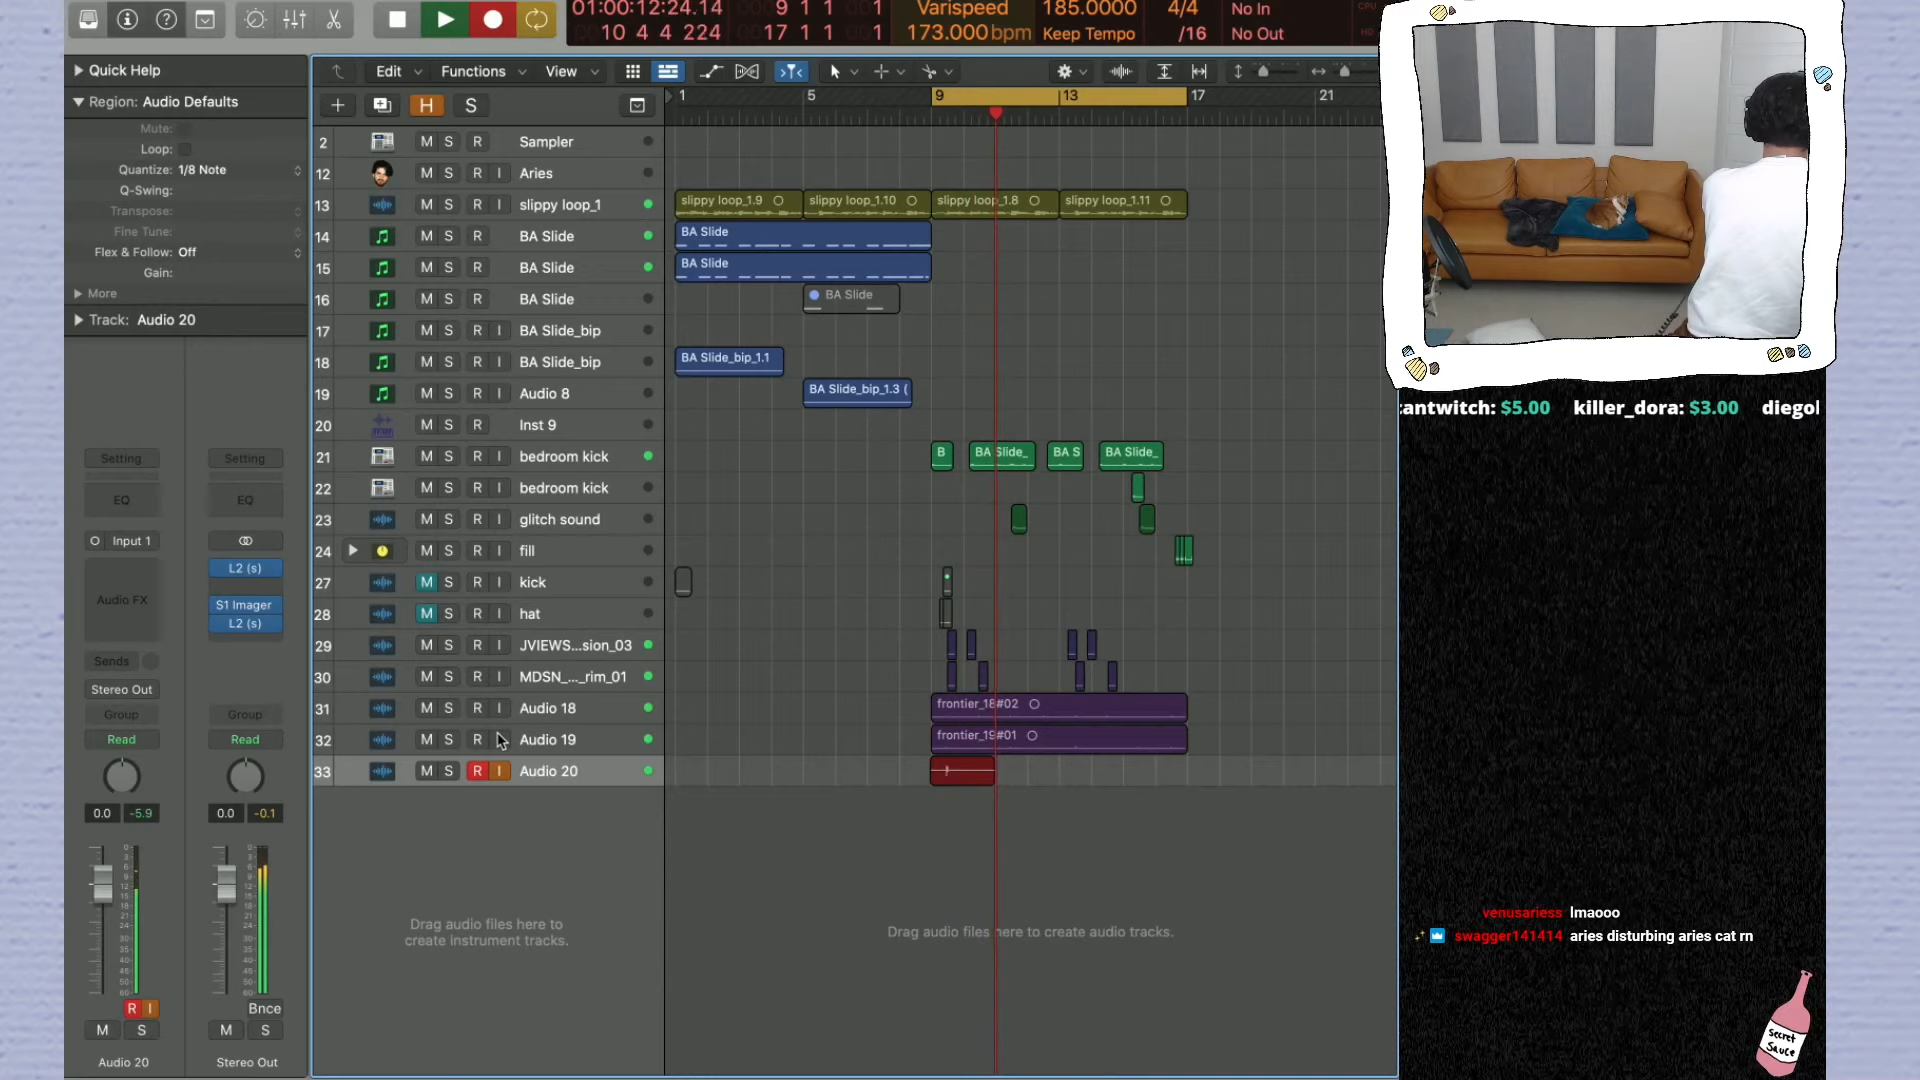 01:00:12:24.14
10 4 4 224
9 1 1 1
17 1 1 1
Varispeed
173.000 bpm
185.0000
Keep Tempo
4/4
/16
No In
No Out
CPU
HD
Quick Help
Region: Audio Defaults
Mute:
Loop:
Quantize: 1/8 Note
Q-Swing:
Transpose:
Fine Tune:
Flex & Follow: Off
Gain:
More
Track: Audio 20
Edit
Functions
View
H
S
1
5
9
13
17
21
2 M S R Sampler
12 M S R I Aries
13 M S R I slippy loop_1
14 M S R BA Slide
15 M S R BA Slide
16 M S R BA Slide
17 M S R I BA Slide_bip
18 M S R I BA Slide_bip
19 M S R I Audio 8
20 M S R Inst 9
21 M S R I bedroom kick
22 M S R I bedroom kick
23 M S R I glitch sound
24 M S R I fill
27 M S R I kick
28 M S R I hat
29 M S R I JVIEWS...sion_03
30 M S R I MDSN_..._rim_01
31 M S R I Audio 18
32 M S R I Audio 19
33 M S R I Audio 20
slippy loop_1.9
slippy loop_1.10
slippy loop_1.8
slippy loop_1.11
BA Slide
BA Slide
BA Slide
BA Slide_bip_1.1
BA Slide_bip_1.3 (
B
BA Slide_
BA S
BA Slide_
frontier_18#02
frontier_19#01
Setting
Setting
EQ
EQ
Input 1
L2 (s)
Audio FX
S1 Imager
L2 (s)
Sends
Stereo Out
Group
Group
Read
Read
0.0 -5.9
0.0 -0.1
R I
Bnce
M S
M S
Audio 20
Stereo Out
Drag audio files here to
create instrument tracks.
Drag audio files here to create audio tracks.
cantwitch: $5.00 killer_dora: $3.00 diegol
venusariess lmaooo
swagger141414 aries disturbing aries cat rn
Secret
Sauce